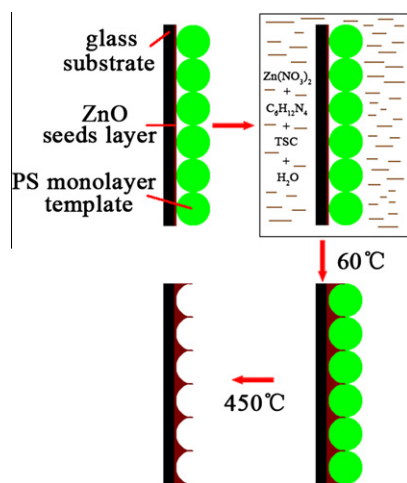 glass
substrate
ZnO
seeds layer
PS monolayer
template
Zn(NO₃)₂
+
C₆H₁₂N₄
+
TSC
+
H₂O
60℃
450℃